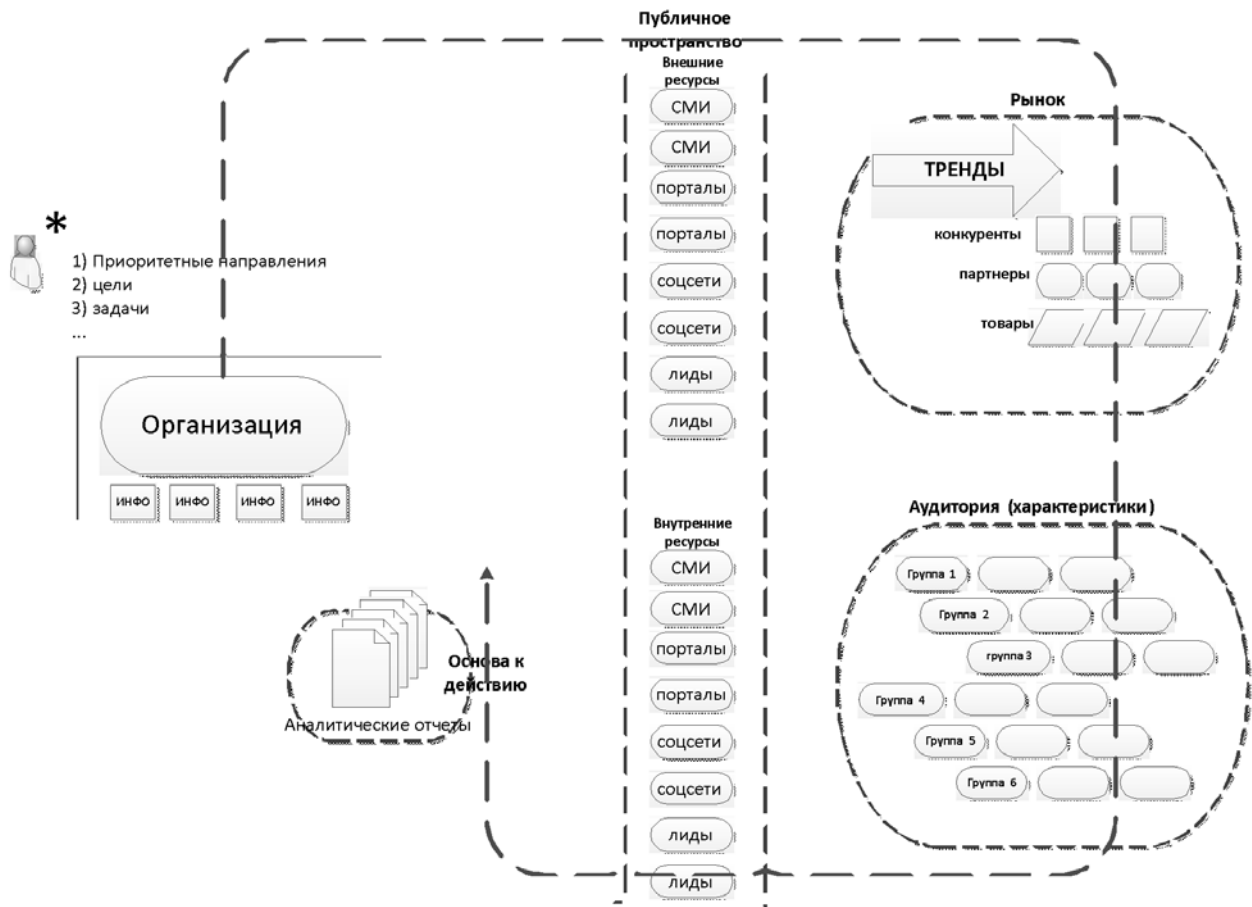 Публичное
пространство
Внешние
ресурсы
СМИ
СМИ
порталы
порталы
соцсети
соцсети
лиды
лиды
Рынок
ТРЕНДЫ
конкуренты
партнеры
товары
*
1) Приоритетные направления
2) цели
3) задачи
...
Организация
ИНФО ИНФО ИНФО ИНФО
Внутренние
ресурсы
СМИ
СМИ
порталы
порталы
соцсети
соцсети
лиды
лиды
Аудитория (характеристики)
Группа 1
Группа 2
группа 3
Группа 4
Группа 5
Группа 6
Основа к
действию
Аналитические отчеты